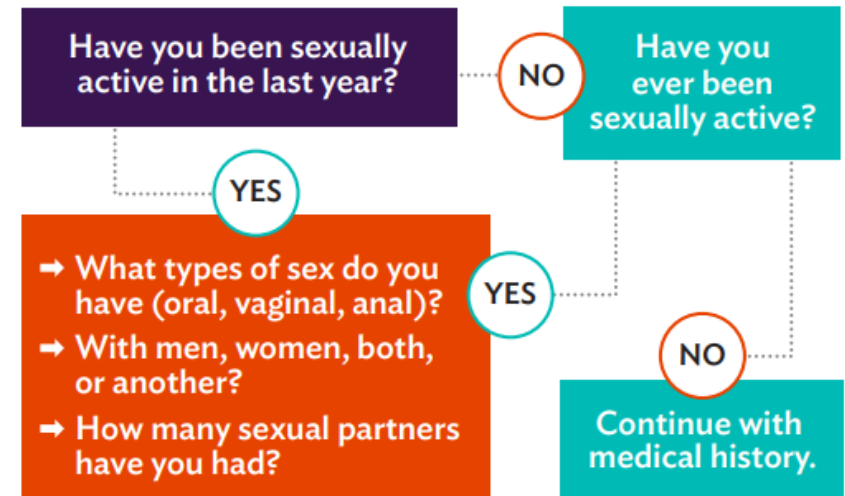 Have you been sexually
active in the last year?
NO
Have you
ever been
sexually active?
YES
➡ What types of sex do you
have (oral, vaginal, anal)?
➡ With men, women, both,
or another?
➡ How many sexual partners
have you had?
YES
NO
Continue with
medical history.